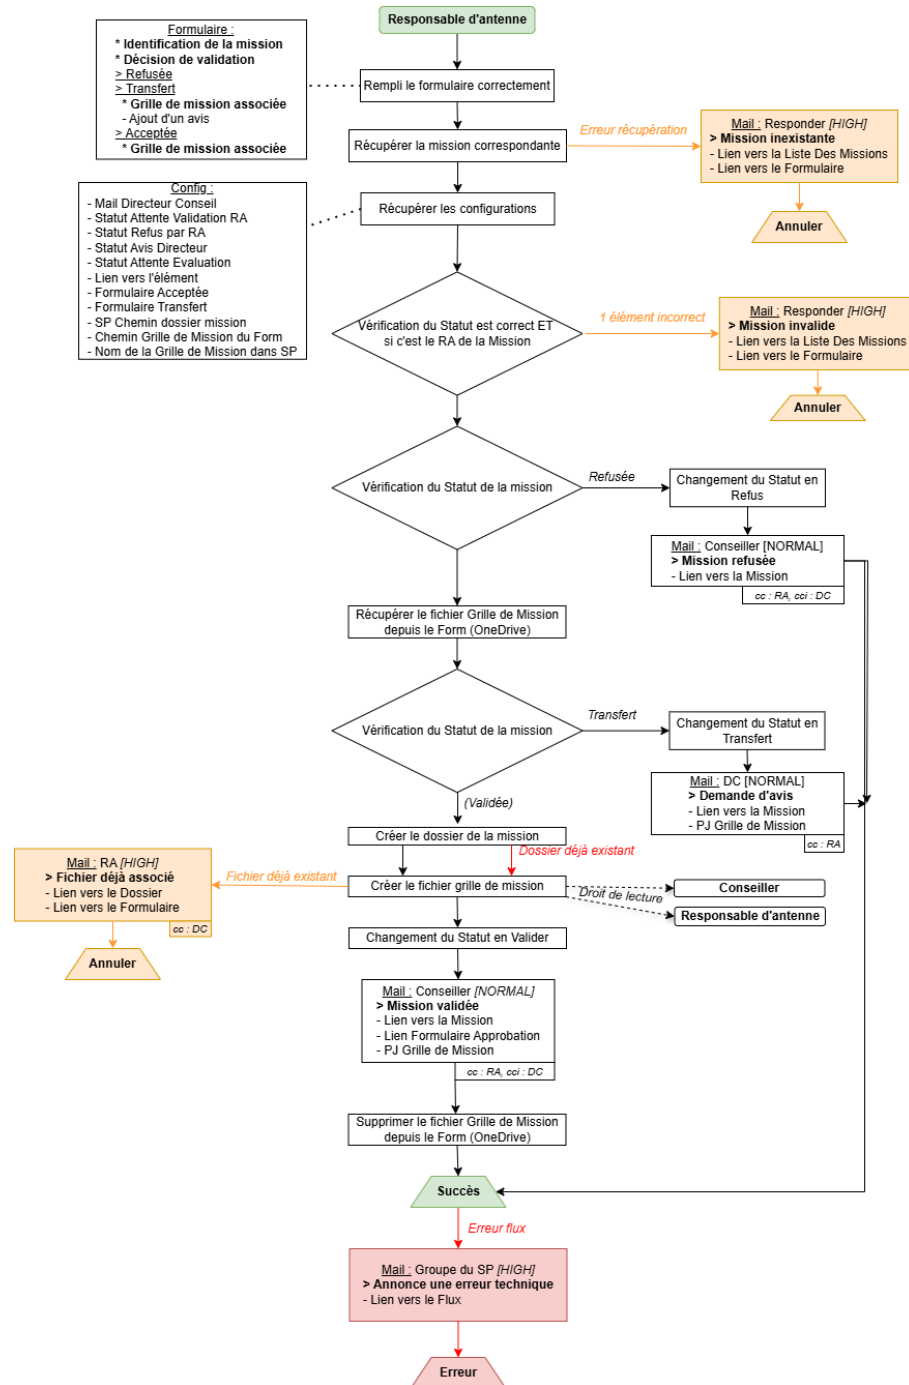 Responsable d'antenne
Formulaire :
* Identification de la mission
* Décision de validation
> Refusée
> Transfert
* Grille de mission associée
- Ajout d'un avis
> Acceptée
* Grille de mission associée
Rempli le formulaire correctement
Récupérer la mission correspondante
Erreur récupération
Mail : Responder [HIGH]
> Mission inexistante
- Lien vers la Liste Des Missions
- Lien vers le Formulaire
Annuler
Config :
- Mail Directeur Conseil
- Statut Attente Validation RA
- Statut Refus par RA
- Statut Avis Directeur
- Statut Attente Evaluation
- Lien vers l'élément
- Formulaire Acceptée
- Formulaire Transfert
- SP Chemin dossier mission
- Chemin Grille de Mission du Form
- Nom de la Grille de Mission dans SP
Récupérer les configurations
Vérification du Statut est correct ET
si c'est le RA de la Mission
1 élément incorrect
Mail : Responder [HIGH]
> Mission invalide
- Lien vers la Liste Des Missions
- Lien vers le Formulaire
Annuler
Vérification du Statut de la mission
Refusée
Changement du Statut en
Refus
Mail : Conseiller [NORMAL]
> Mission refusée
- Lien vers la Mission
cc : RA, cci : DC
Récupérer le fichier Grille de Mission
depuis le Form (OneDrive)
Vérification du Statut de la mission
Transfert
Changement du Statut en
Transfert
Mail : DC [NORMAL]
> Demande d'avis
- Lien vers la Mission
- PJ Grille de Mission
cc : RA
(Validée)
Créer le dossier de la mission
Dossier déjà existant
Créer le fichier grille de mission
Fichier déjà existant
Mail : RA [HIGH]
> Fichier déjà associé
- Lien vers le Dossier
- Lien vers le Formulaire
cc : DC
Annuler
Droit de lecture
Conseiller
Responsable d'antenne
Changement du Statut en Valider
Mail : Conseiller [NORMAL]
> Mission validée
- Lien vers la Mission
- Lien Formulaire Approbation
- PJ Grille de Mission
cc : RA, cci : DC
Supprimer le fichier Grille de Mission
depuis le Form (OneDrive)
Succès
Erreur flux
Mail : Groupe du SP [HIGH]
> Annonce une erreur technique
- Lien vers le Flux
Erreur